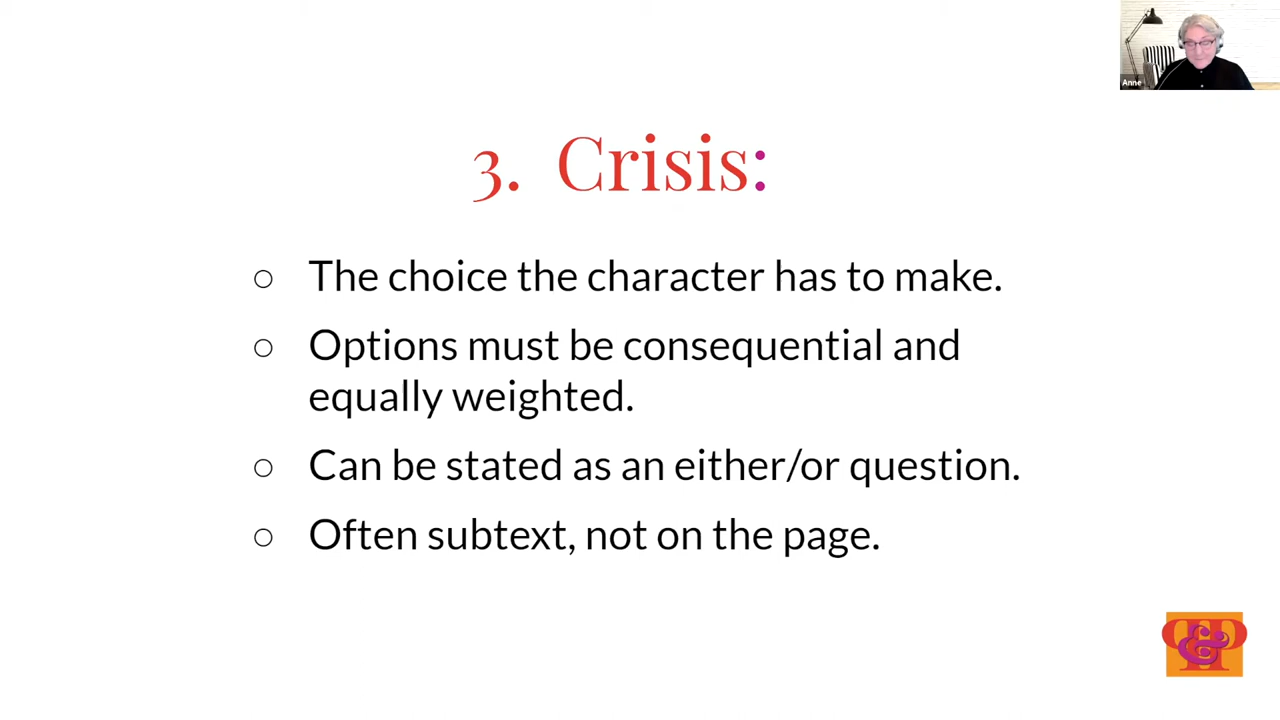 Anne
3. Crisis:
○ The choice the character has to make.
○ Options must be consequential and
equally weighted.
○ Can be stated as an either/or question.
○ Often subtext, not on the page.
P&P